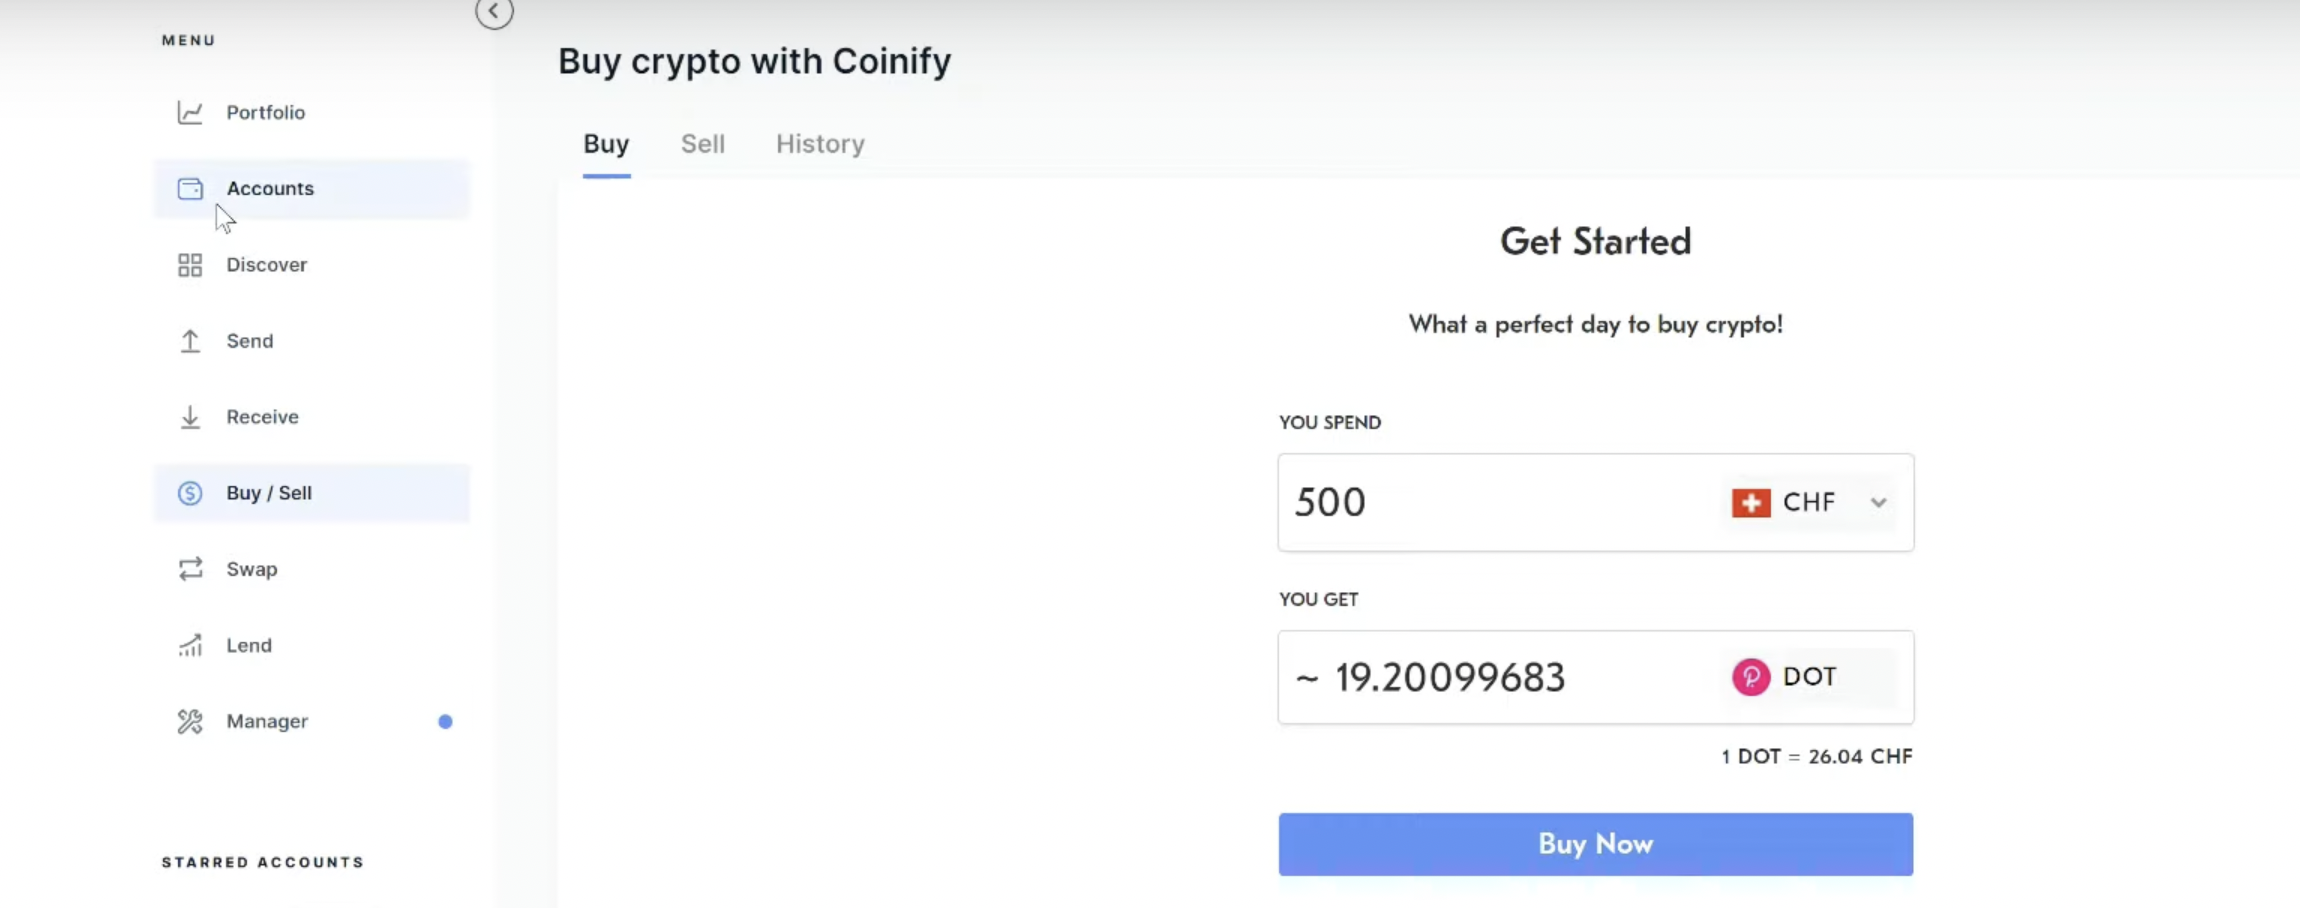 MENU
Portfolio
Accounts
Discover
Send
Receive
Buy / Sell
Swap
Lend
Manager
STARRED ACCOUNTS
Buy crypto with Coinify
Buy Sell History
Get Started
What a perfect day to buy crypto!
YOU SPEND
500 CHF
YOU GET
~ 19.20099683 DOT
1 DOT = 26.04 CHF
Buy Now